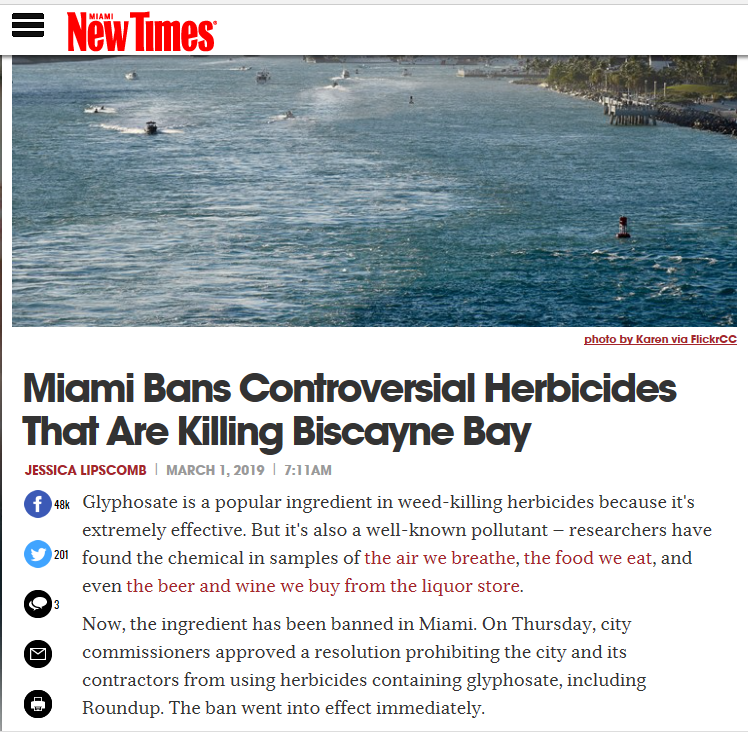 MIAMI
New Times
photo by Karen via FlickrCC
Miami Bans Controversial Herbicides
That Are Killing Biscayne Bay
JESSICA LIPSCOMB | MARCH 1, 2019 | 7:11AM
48k
201
3
Glyphosate is a popular ingredient in weed-killing herbicides because it's
extremely effective. But it's also a well-known pollutant – researchers have
found the chemical in samples of the air we breathe, the food we eat, and
even the beer and wine we buy from the liquor store.
Now, the ingredient has been banned in Miami. On Thursday, city
commissioners approved a resolution prohibiting the city and its
contractors from using herbicides containing glyphosate, including
Roundup. The ban went into effect immediately.